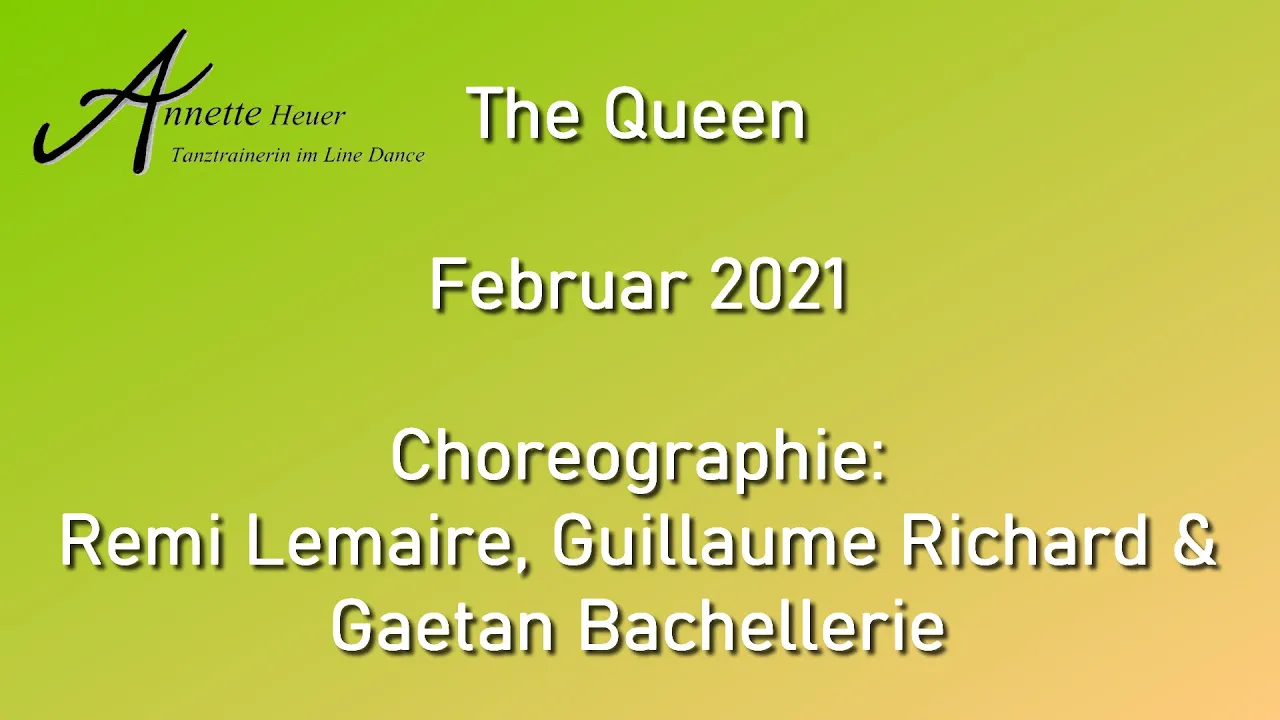 Annette Heuer
Tanztrainerin im Line Dance
The Queen
Februar 2021
Choreographie:
Remi Lemaire, Guillaume Richard &
Gaetan Bachellerie